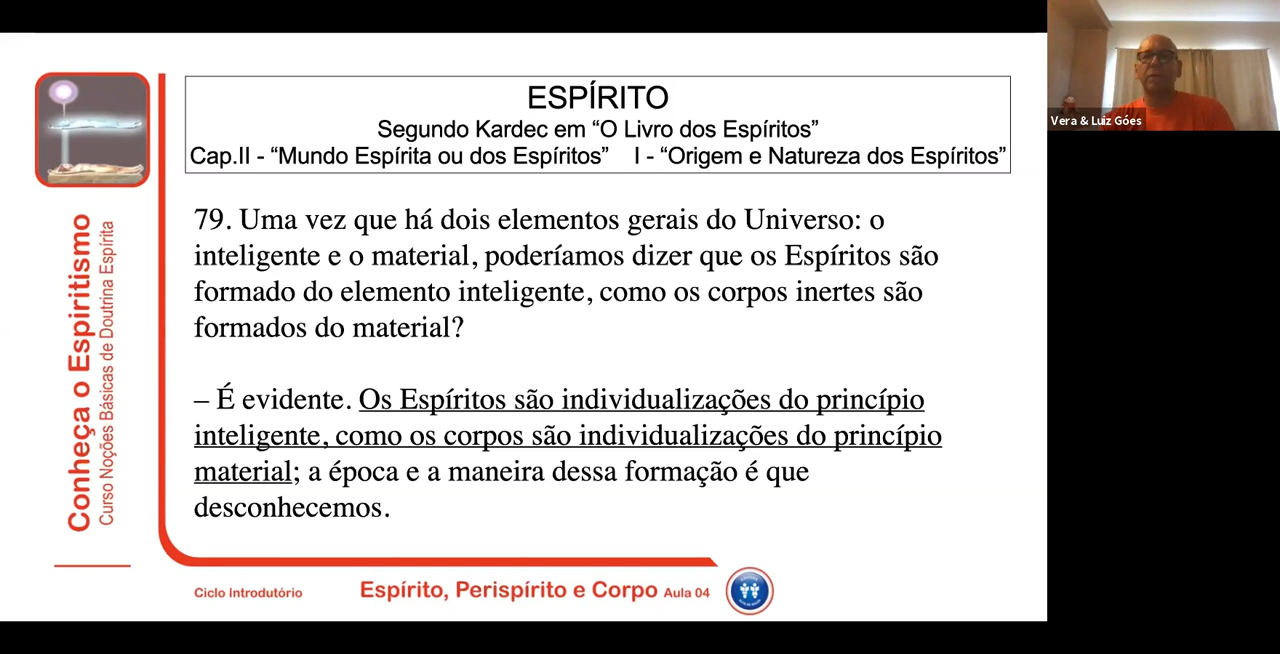 ESPÍRITO
Segundo Kardec em “O Livro dos Espíritos”
Cap.II - “Mundo Espírita ou dos Espíritos” I - “Origem e Natureza dos Espíritos”
79. Uma vez que há dois elementos gerais do Universo: o
inteligente e o material, poderíamos dizer que os Espíritos são
formado do elemento inteligente, como os corpos inertes são
formados do material?
– É evidente. Os Espíritos são individualizações do princípio
inteligente, como os corpos são individualizações do princípio
material; a época e a maneira dessa formação é que
desconhecemos.
Conheça o Espiritismo
Curso Noções Básicas de Doutrina Espírita
Ciclo Introdutório
Espírito, Perispírito e Corpo Aula 04
Vera & Luiz Góes